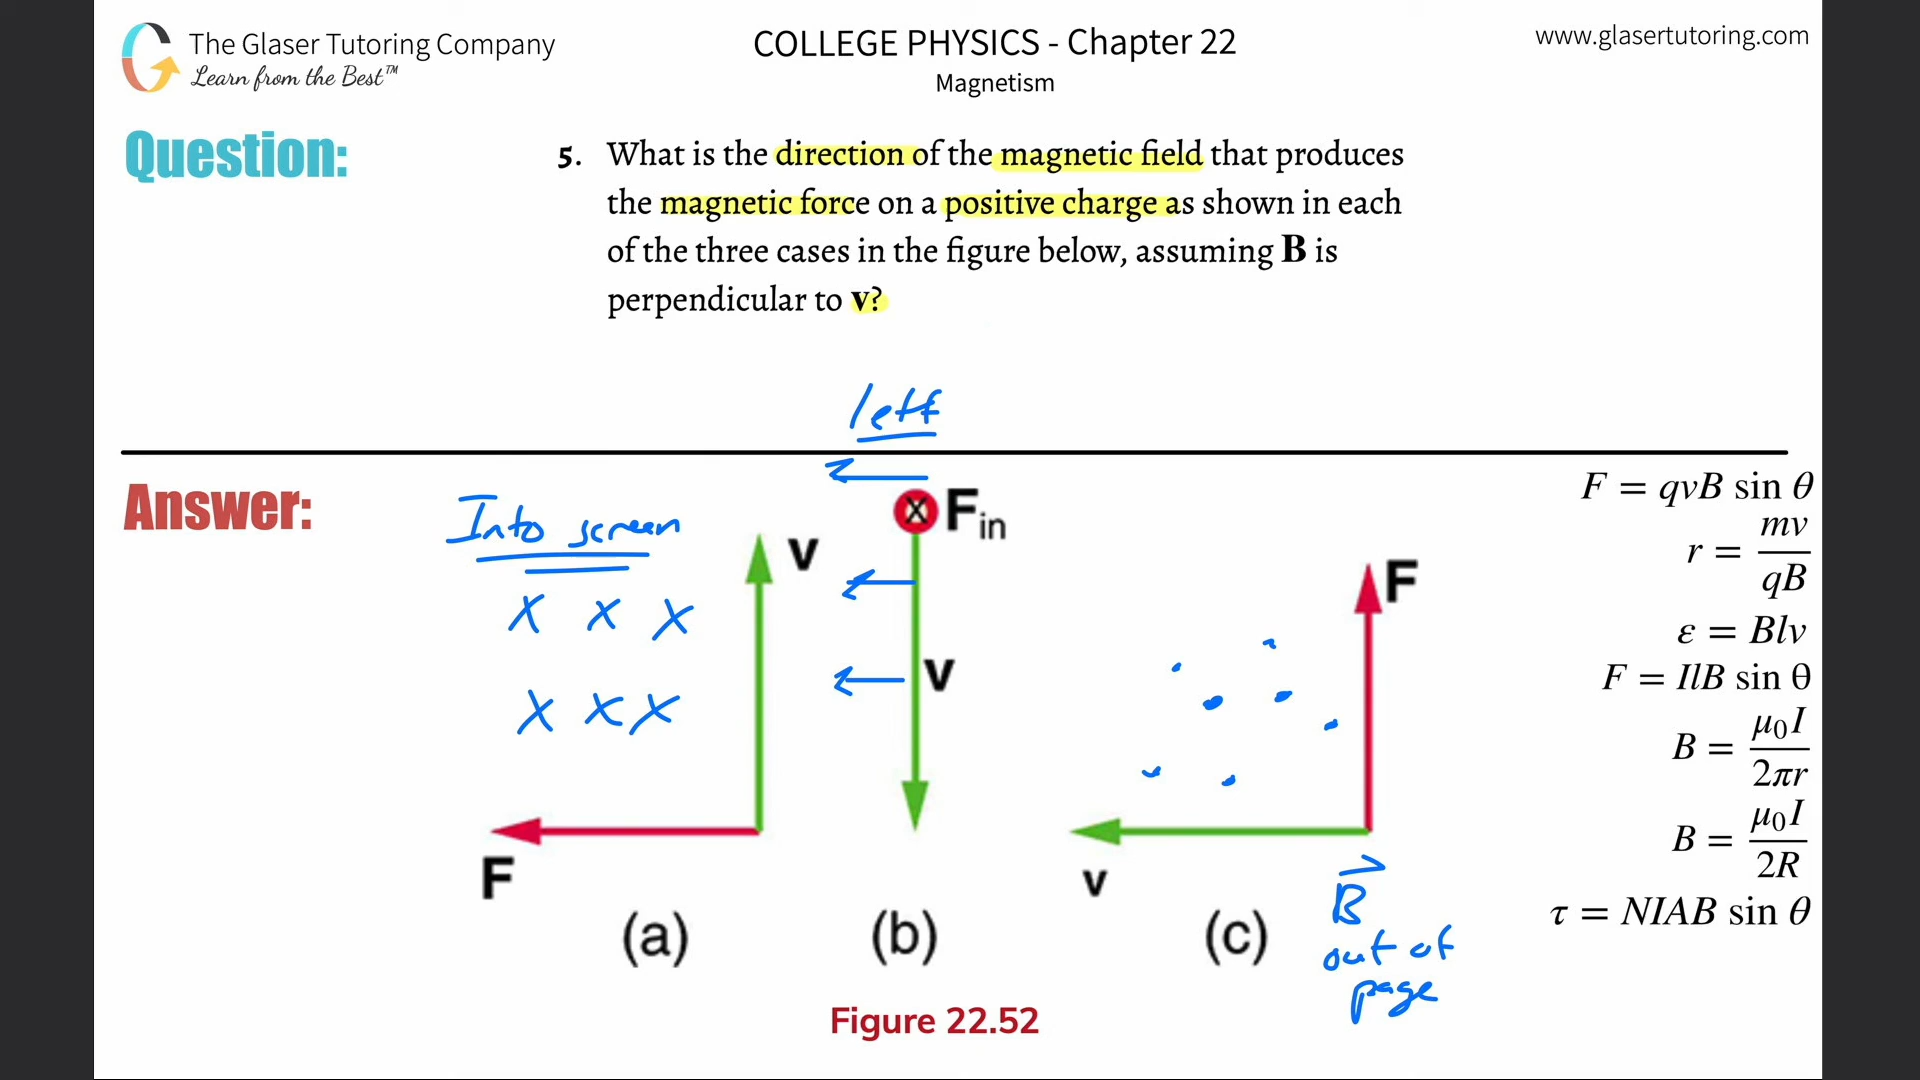 The Glaser Tutoring Company
Learn from the Best™
COLLEGE PHYSICS - Chapter 22
Magnetism
www.glasertutoring.com
Question:
5. What is the direction of the magnetic field that produces
the magnetic force on a positive charge as shown in each
of the three cases in the figure below, assuming B is
perpendicular to v?
left
Answer:
Into screen
x x x
x x x
v
F
(a)
x F_in
v
(b)
F
v
(c)
B⃗
out of
page
Figure 22.52
F = qvB sin θ
r = mv/qB
ε = Blv
F = IlB sin θ
B = μ₀I/2πr
B = μ₀I/2R
τ = NIAB sin θ